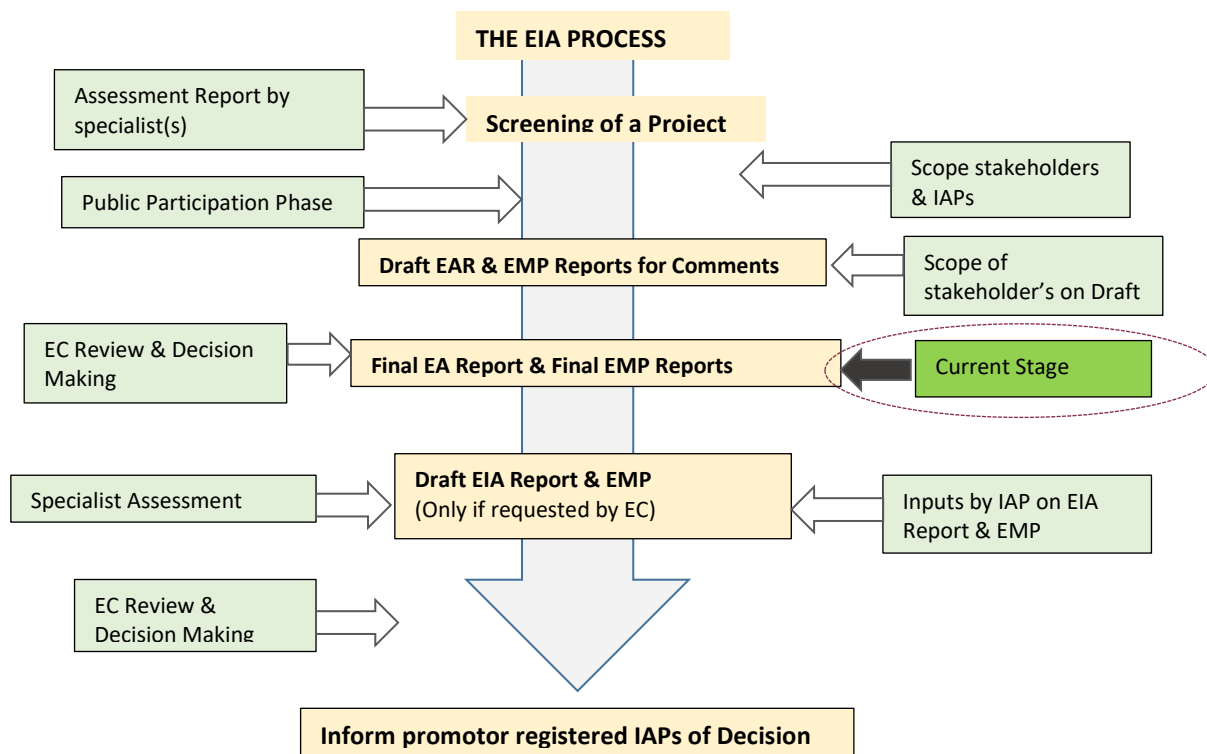 THE EIA PROCESS
Assessment Report by
specialist(s)
Screening of a Project
Scope stakeholders
& IAPs
Public Participation Phase
Draft EAR & EMP Reports for Comments
Scope of
stakeholder's on Draft
EC Review & Decision
Making
Final EA Report & Final EMP Reports
Current Stage
Draft EIA Report & EMP
(Only if requested by EC)
Specialist Assessment
Inputs by IAP on EIA
Report & EMP
EC Review &
Decision Making
Inform promotor registered IAPs of Decision